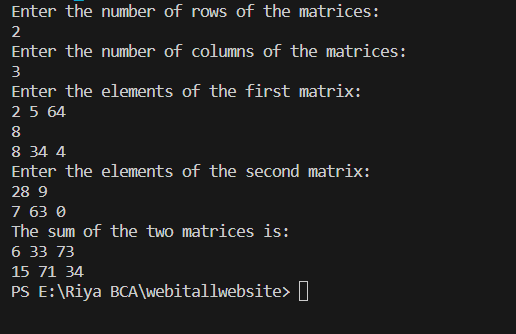 Enter the number of rows of the matrices:
2
Enter the number of columns of the matrices:
3
Enter the elements of the first matrix:
2 5 64
8
8 34 4
Enter the elements of the second matrix:
28 9
7 63 0
The sum of the two matrices is:
6 33 73
15 71 34
PS E:\Riya BCA\webitallwebsite>